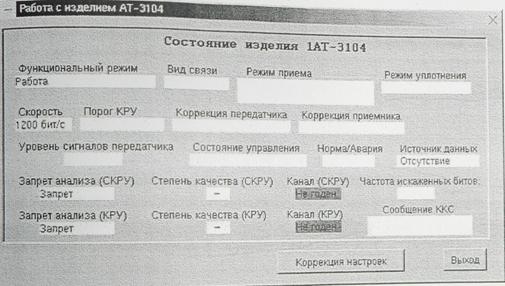 Работа с изделием АТ-3104
Состояние изделия 1АТ-3104
Функциональный режим Вид связи Режим приема Режим уплотнения
Работа
Скорость Порог КРУ Коррекция передатчика Коррекция приемника
1200 бит/с
Уровень сигналов передатчика Состояние управления Норма/Авария Источник данных
Отсутствие
Запрет анализа (СКРУ) Степень качества (СКРУ) Канал (СКРУ) Частота искаженных битов
Запрет – Не годен
Запрет анализа (КРУ) Степень качества (КРУ) Канал (КРУ) Сообщение ККС
Запрет – Не годен
Коррекция настроек Выход